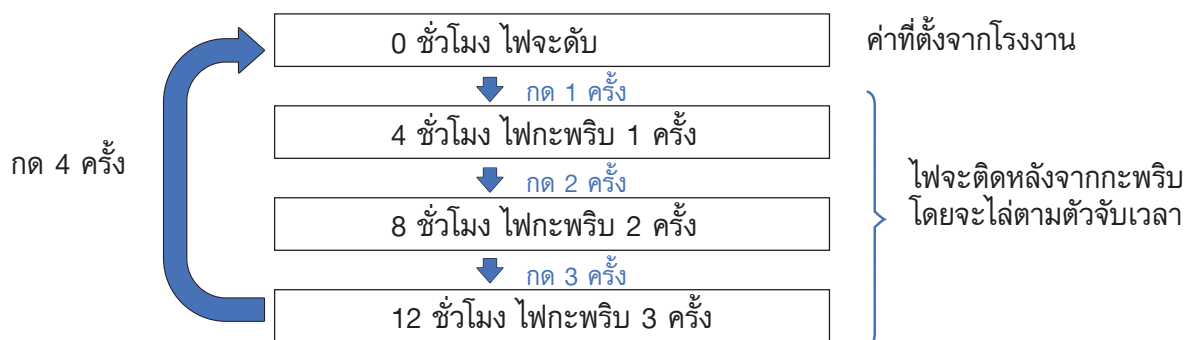 0 ชั่วโมง ไฟจะดับ
ค่าที่ตั้งจากโรงงาน
กด 1 ครั้ง
4 ชั่วโมง ไฟกะพริบ 1 ครั้ง
กด 4 ครั้ง
กด 2 ครั้ง
ไฟจะติดหลังจากกะพริบ
โดยจะไล่ตามตัวจับเวลา
8 ชั่วโมง ไฟกะพริบ 2 ครั้ง
กด 3 ครั้ง
12 ชั่วโมง ไฟกะพริบ 3 ครั้ง